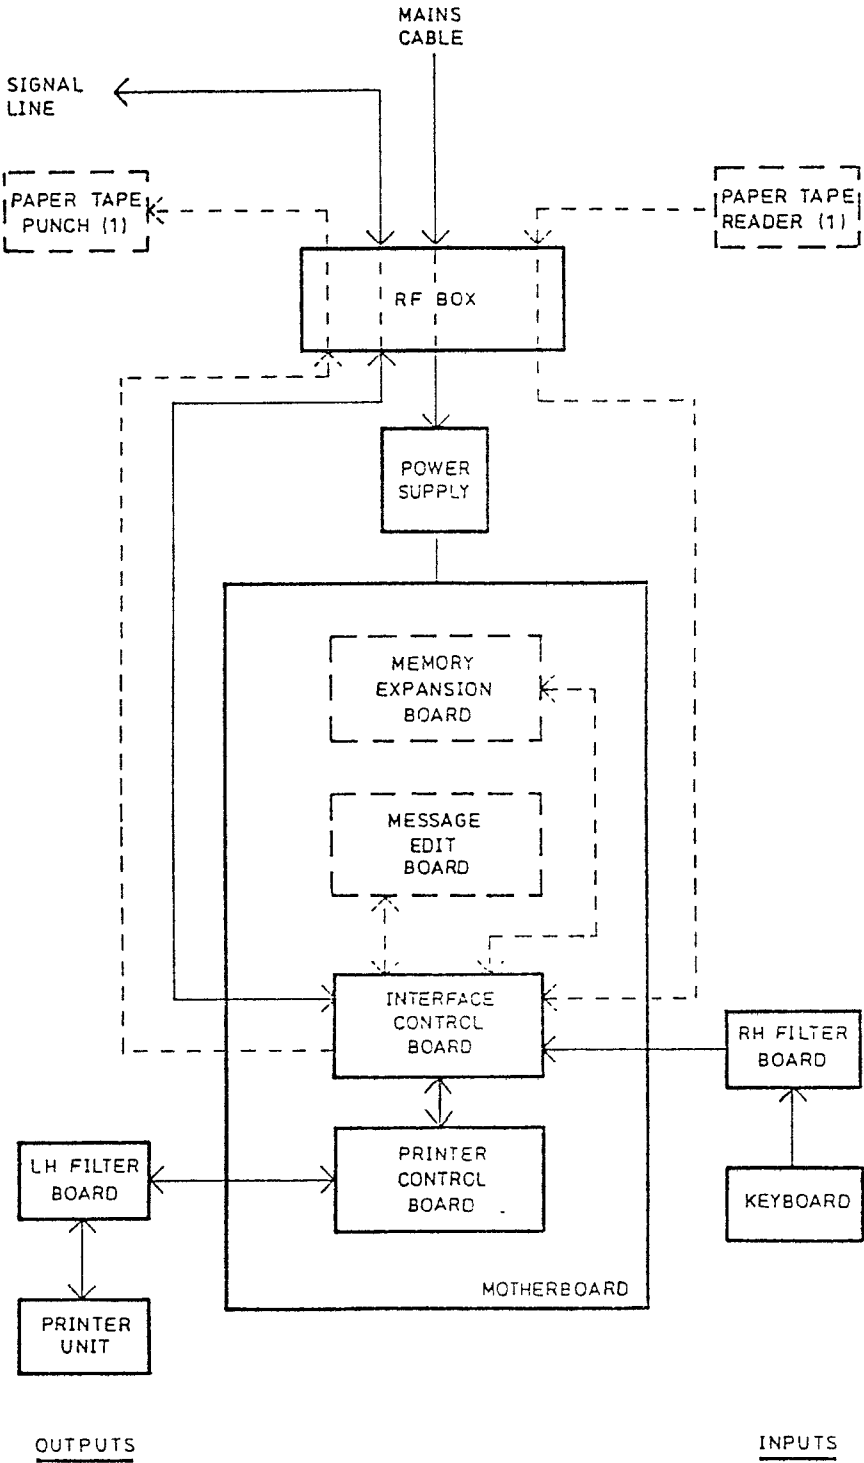 MAINS
CABLE
SIGNAL
LINE
PAPER TAPE
PUNCH (1)
PAPER TAPE
READER (1)
RF BOX
POWER
SUPPLY
MEMORY
EXPANSION
BOARD
MESSAGE
EDIT
BOARD
INTERFACE
CONTROL
BOARD
RH FILTER
BOARD
PRINTER
CONTROL
BOARD
LH FILTER
BOARD
KEYBOARD
MOTHERBOARD
PRINTER
UNIT
OUTPUTS
INPUTS